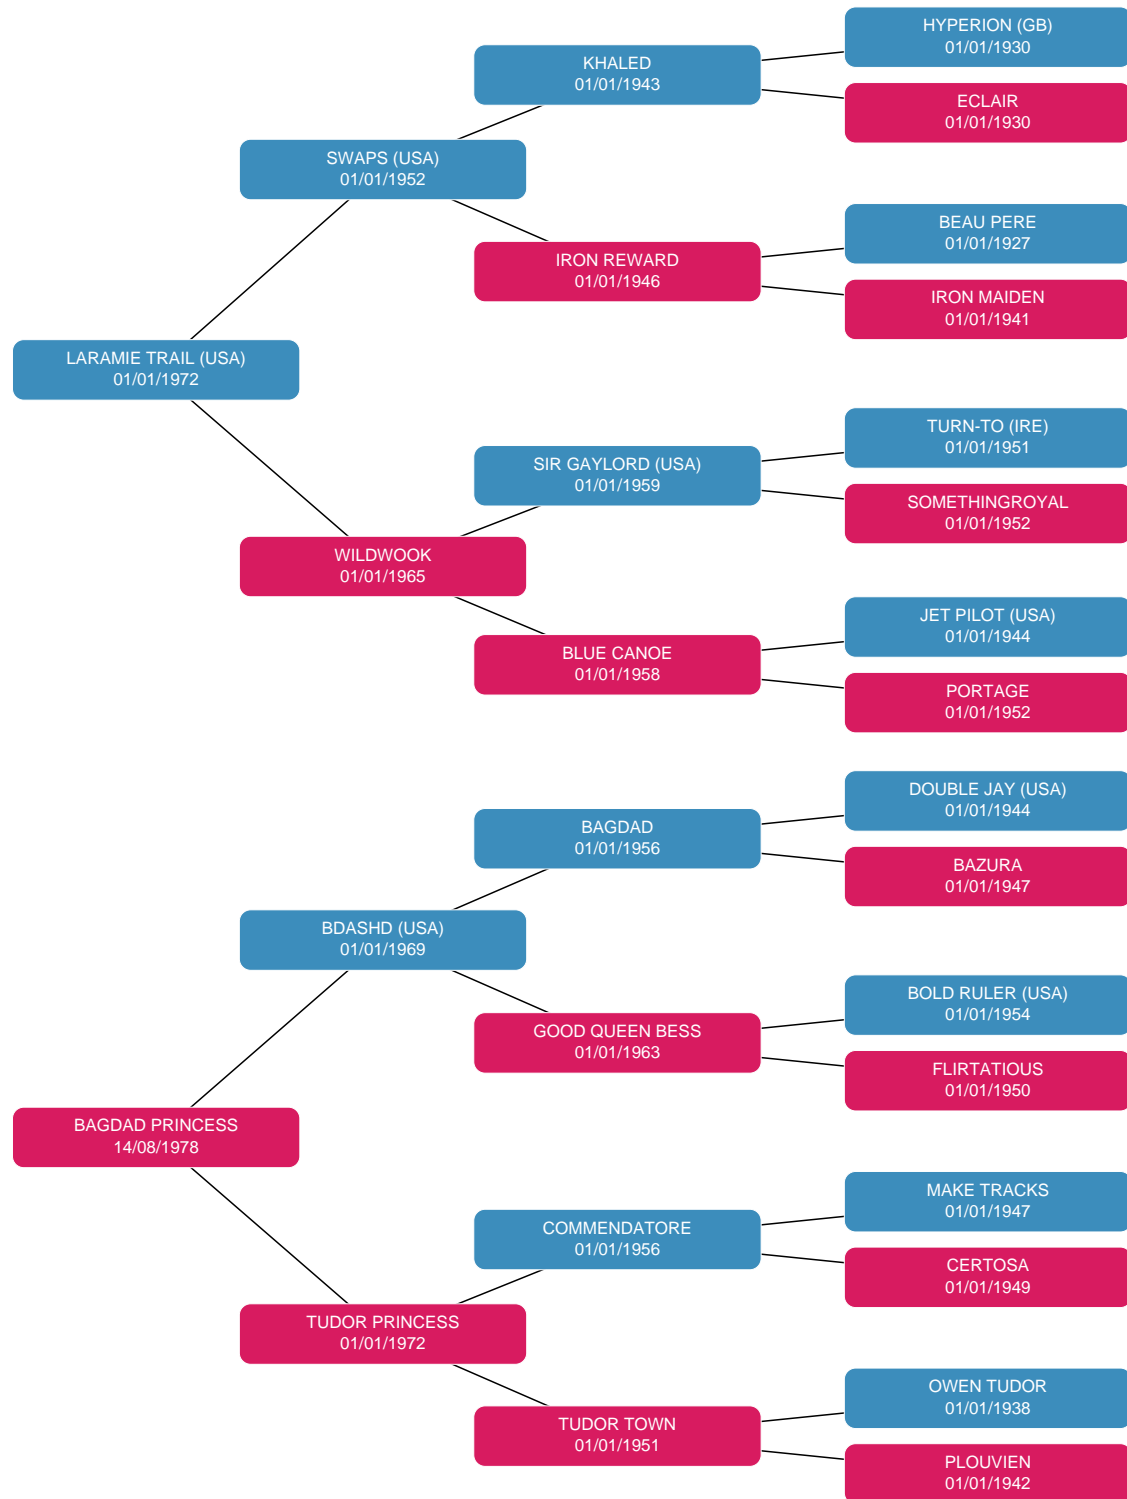 HYPERION (GB)
01/01/1930
KHALED
01/01/1943
ECLAIR
01/01/1930
SWAPS (USA)
01/01/1952
BEAU PERE
01/01/1927
IRON REWARD
01/01/1946
IRON MAIDEN
01/01/1941
LARAMIE TRAIL (USA)
01/01/1972
TURN-TO (IRE)
01/01/1951
SIR GAYLORD (USA)
01/01/1959
SOMETHINGROYAL
01/01/1952
WILDWOOK
01/01/1965
JET PILOT (USA)
01/01/1944
BLUE CANOE
01/01/1958
PORTAGE
01/01/1952
DOUBLE JAY (USA)
01/01/1944
BAGDAD
01/01/1956
BAZURA
01/01/1947
BDASHD (USA)
01/01/1969
BOLD RULER (USA)
01/01/1954
GOOD QUEEN BESS
01/01/1963
FLIRTATIOUS
01/01/1950
BAGDAD PRINCESS
14/08/1978
MAKE TRACKS
01/01/1947
COMMENDATORE
01/01/1956
CERTOSA
01/01/1949
TUDOR PRINCESS
01/01/1972
OWEN TUDOR
01/01/1938
TUDOR TOWN
01/01/1951
PLOUVIEN
01/01/1942